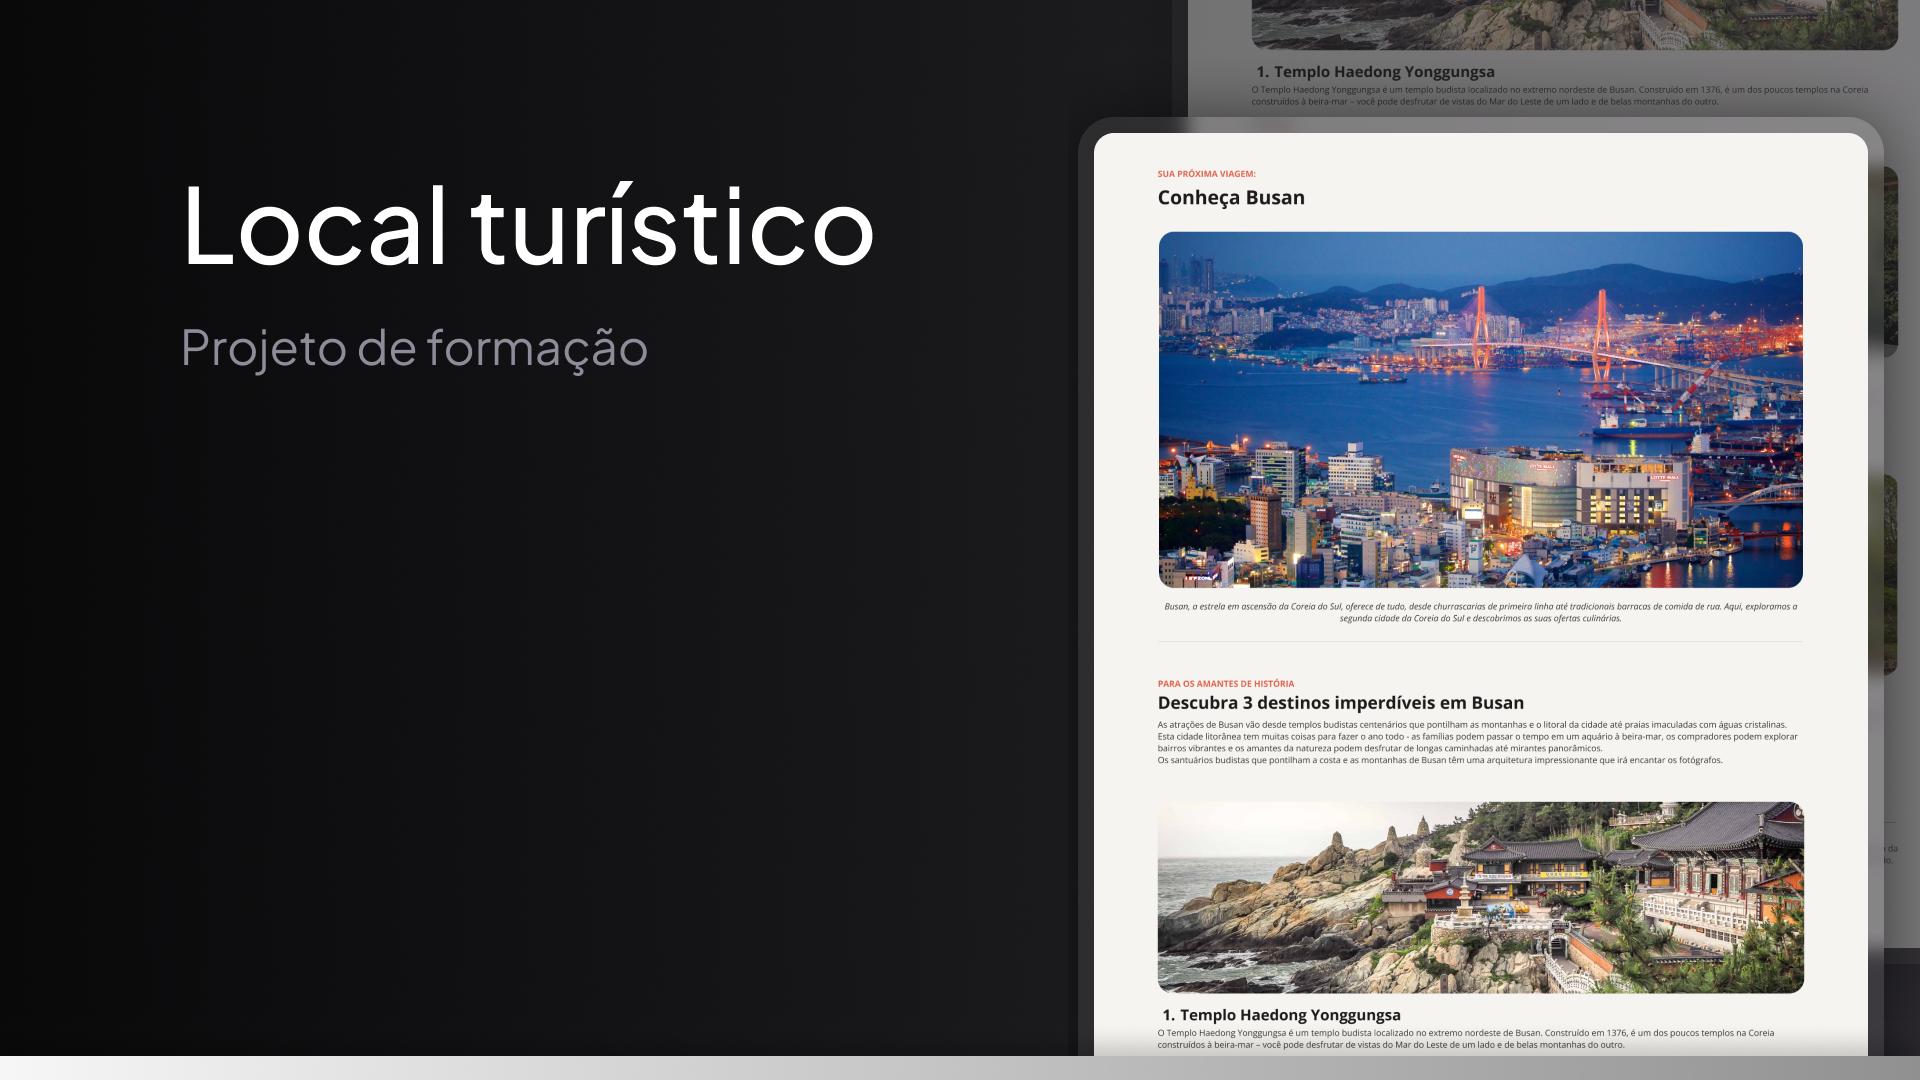 Local turístico
Projeto de formação
1. Templo Haedong Yonggungsa
O Templo Haedong Yonggungsa é um templo budista localizado no extremo nordeste de Busan. Construído em 1376, é um dos poucos templos na Coreia
construídos à beira-mar – você pode desfrutar de vistas do Mar do Leste de um lado e de belas montanhas do outro.
SUA PRÓXIMA VIAGEM:
Conheça Busan
LOTTE MALL
LOTTE MALL
Busan, a estrela em ascensão da Coreia do Sul, oferece de tudo, desde churrascarias de primeira linha até tradicionais barracas de comida de rua. Aqui, exploramos a
segunda cidade da Coreia do Sul e descobrimos as suas ofertas culinárias.
PARA OS AMANTES DE HISTÓRIA
Descubra 3 destinos imperdíveis em Busan
As atrações de Busan vão desde templos budistas centenários que pontilham as montanhas e o litoral da cidade até praias imaculadas com águas cristalinas.
Esta cidade litorânea tem muitas coisas para fazer o ano todo - as famílias podem passar o tempo em um aquário à beira-mar, os compradores podem explorar
bairros vibrantes e os amantes da natureza podem desfrutar de longas caminhadas até mirantes panorâmicos.
Os santuários budistas que pontilham a costa e as montanhas de Busan têm uma arquitetura impressionante que irá encantar os fotógrafos.
1. Templo Haedong Yonggungsa
O Templo Haedong Yonggungsa é um templo budista localizado no extremo nordeste de Busan. Construído em 1376, é um dos poucos templos na Coreia
construídos à beira-mar – você pode desfrutar de vistas do Mar do Leste de um lado e de belas montanhas do outro.